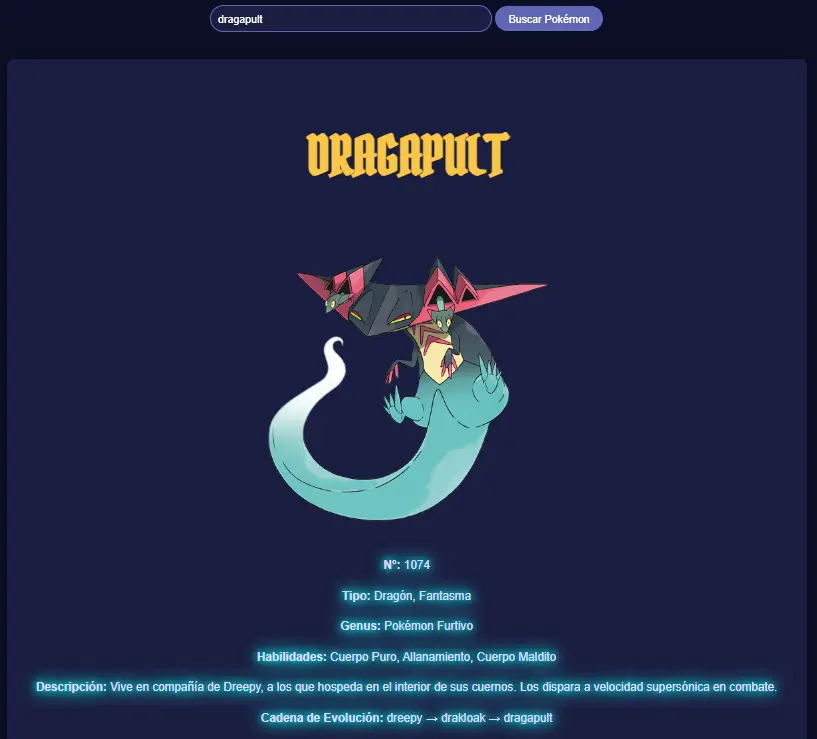 dragapult
Buscar Pokémon
DRAGAPULT
N°: 1074
Tipo: Dragón, Fantasma
Genus: Pokémon Furtivo
Habilidades: Cuerpo Puro, Allanamiento, Cuerpo Maldito
Descripción: Vive en compañía de Dreepy, a los que hospeda en el interior de sus cuernos. Los dispara a velocidad supersónica en combate.
Cadena de Evolución: dreepy → drakloak → dragapult